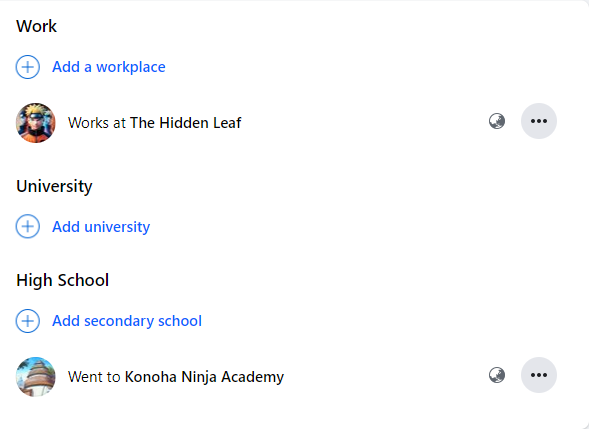 Work
Add a workplace
Works at The Hidden Leaf
University
Add university
High School
Add secondary school
Went to Konoha Ninja Academy